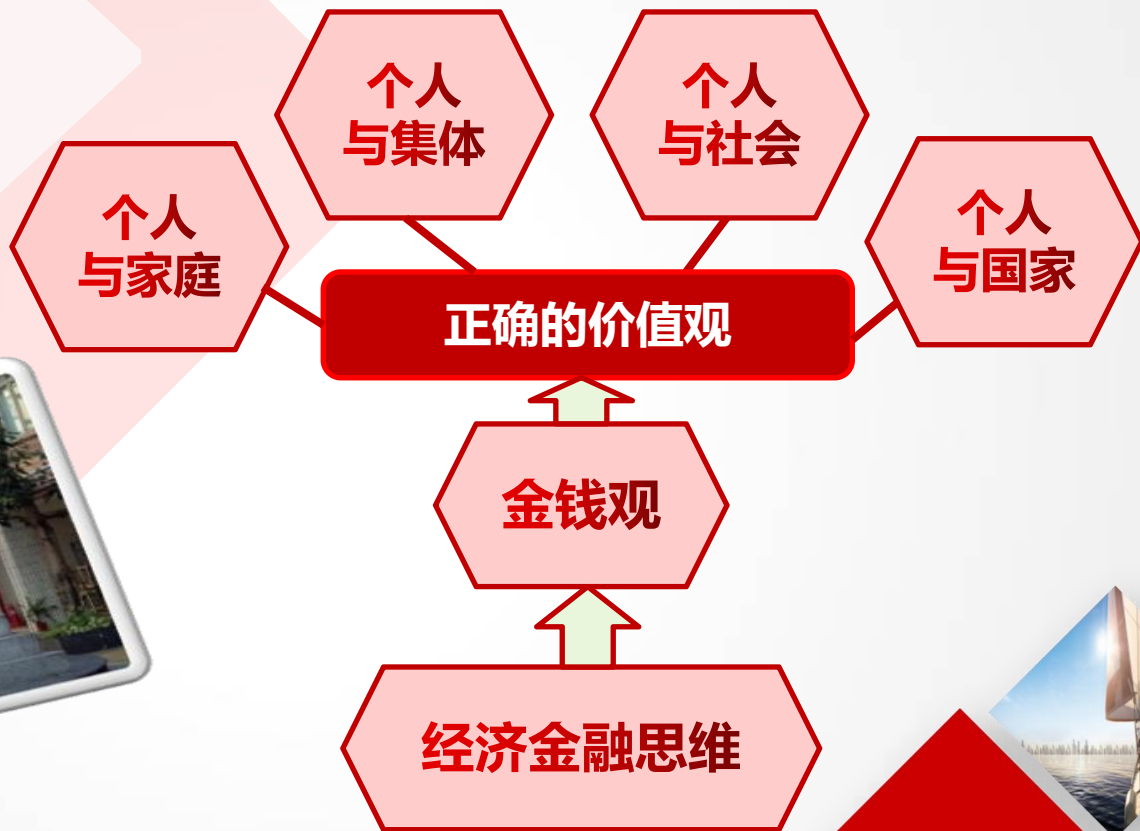 个人
与集体
个人
与社会
个人
与家庭
个人
与国家
正确的价值观
金钱观
经济金融思维